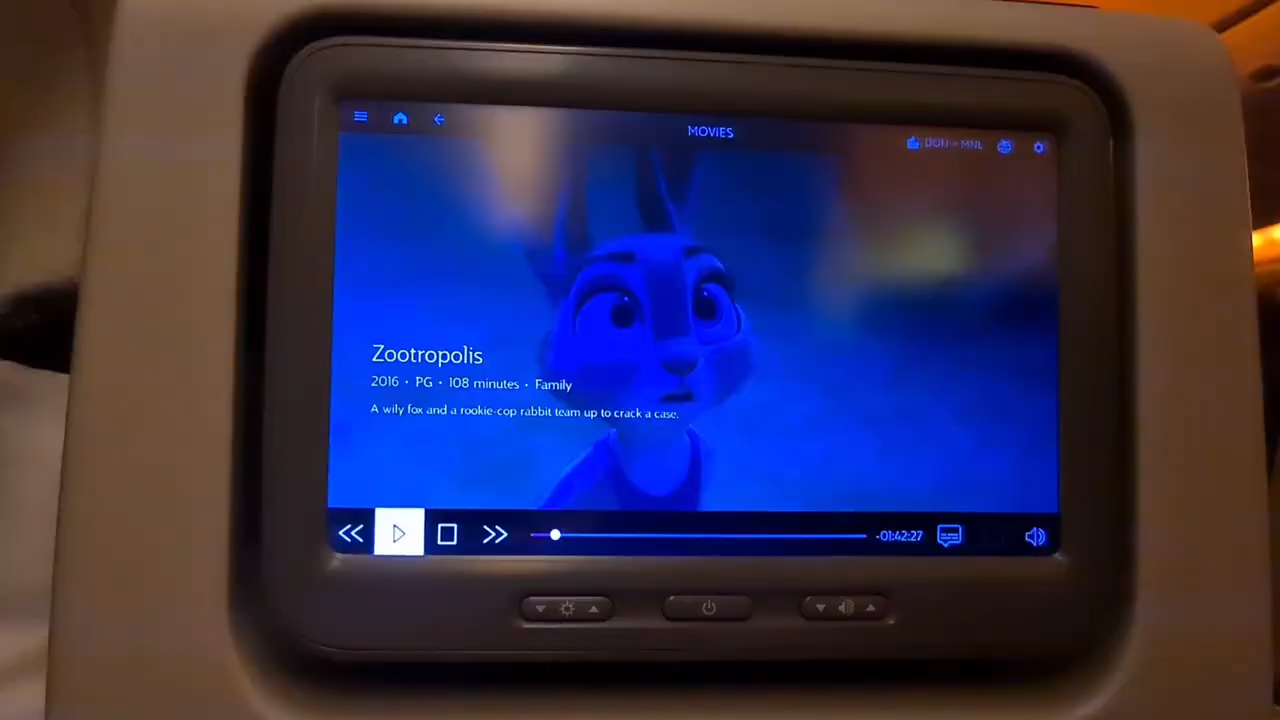 MOVIES
DOH - MNL
Zootropolis
2016 • PG • 108 minutes • Family
A wily fox and a rookie-cop rabbit team up to crack a case.
-01:42:27